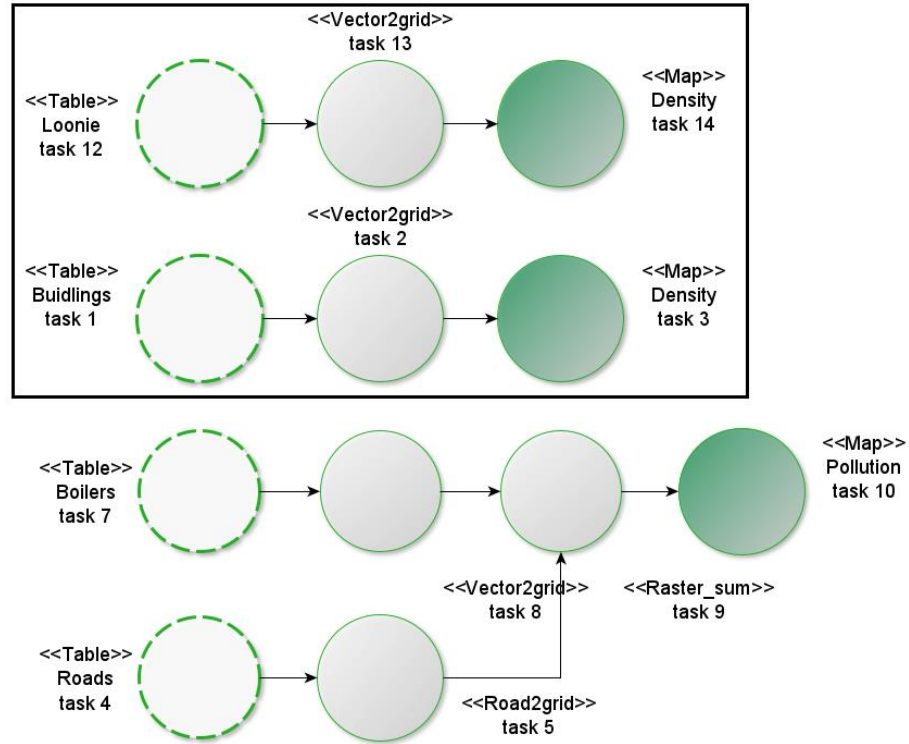 <<Vector2grid>>
task 13
<<Table>>
Loonie
task 12
<<Map>>
Density
task 14
<<Vector2grid>>
task 2
<<Table>>
Buidlings
task 1
<<Map>>
Density
task 3
<<Table>>
Boilers
task 7
<<Map>>
Pollution
task 10
<<Vector2grid>>
task 8
<<Raster_sum>>
task 9
<<Table>>
Roads
task 4
<<Road2grid>>
task 5